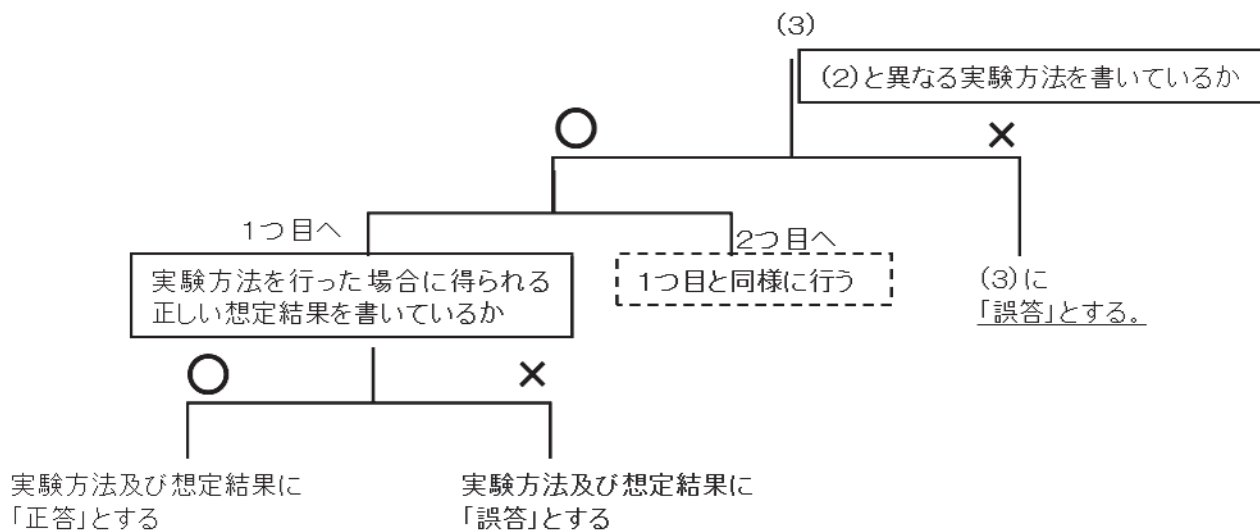 (3)
(2)と異なる実験方法を書いているか
○
×
1つ目へ
2つ目へ
実験方法を行った場合に得られる
正しい想定結果を書いているか
1つ目と同様に行う
(3)に
「誤答」とする。
○
×
実験方法及び想定結果に
「正答」とする
実験方法及び想定結果に
「誤答」とする